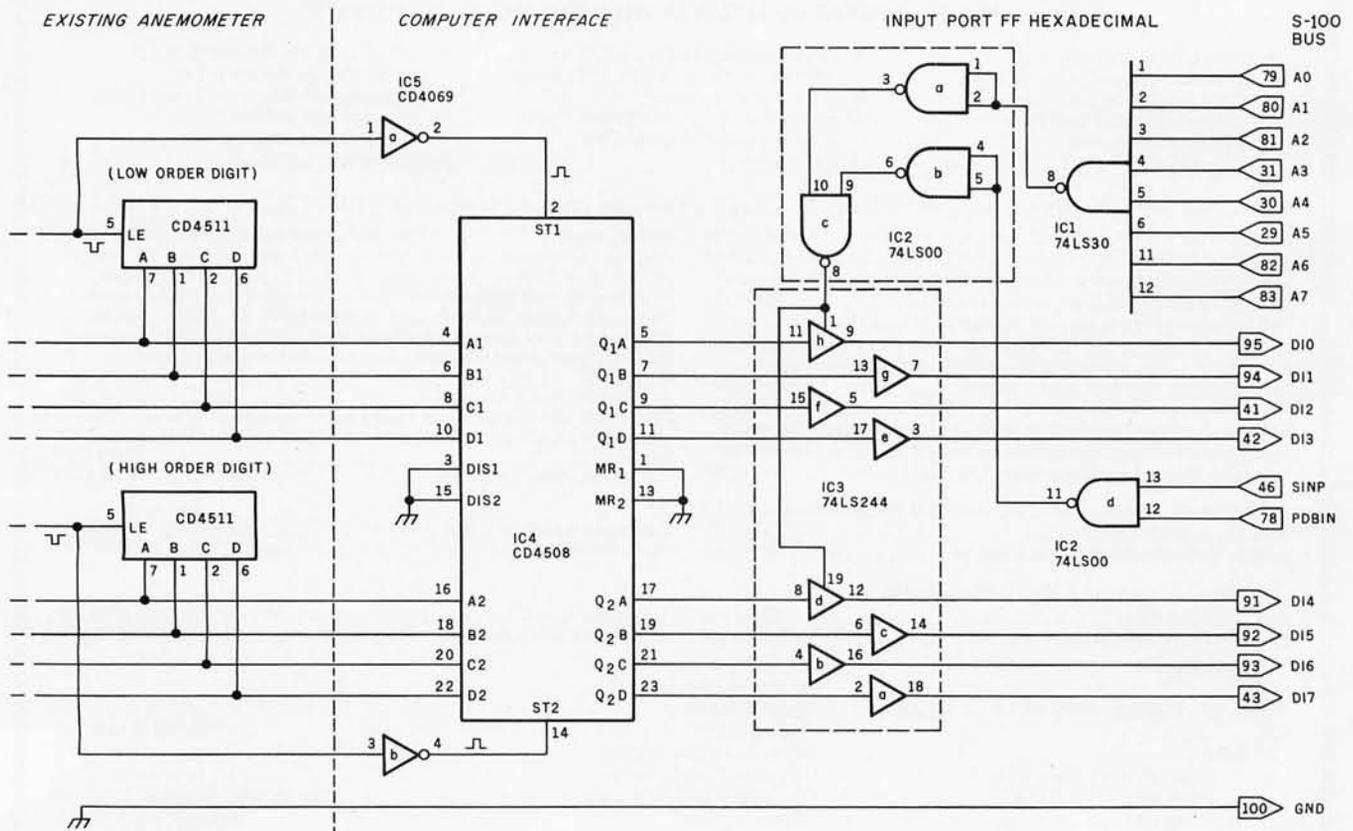 EXISTING ANEMOMETER
COMPUTER INTERFACE
INPUT PORT FF HEXADECIMAL
S-100
BUS
IC5
CD4069
1 a 2
(LOW ORDER DIGIT)
5 LE CD4511
A B C D
7 1 2 6
2
ST1
3 a 1
2
6 b 4
5
10 9
c
8
IC2
74LS00
8
IC1
74LS30
1 79 A0
2 80 A1
3 81 A2
4 31 A3
5 30 A4
6 29 A5
11 82 A6
12 83 A7
4 A1 Q1A 5 11 h 1 9 95 DI0
6 B1 Q1B 7 13 g 7 94 DI1
8 C1 Q1C 9 15 f 5 41 DI2
10 D1 Q1D 11 17 e 3 42 DI3
(HIGH ORDER DIGIT)
3 DIS1 MR1 1
15 DIS2 MR2 13
IC3
74LS244
11 d 13 46 SINP
12 78 PDBIN
IC2
74LS00
5 LE CD4511
A B C D
7 1 2 6
IC4
CD4508
16 A2 Q2A 17 8 d 19 12 91 DI4
18 B2 Q2B 19 6 c 14 92 DI5
20 C2 Q2C 21 4 b 16 93 DI6
22 D2 Q2D 23 2 a 18 43 DI7
ST2
14
3 b 4
100 GND